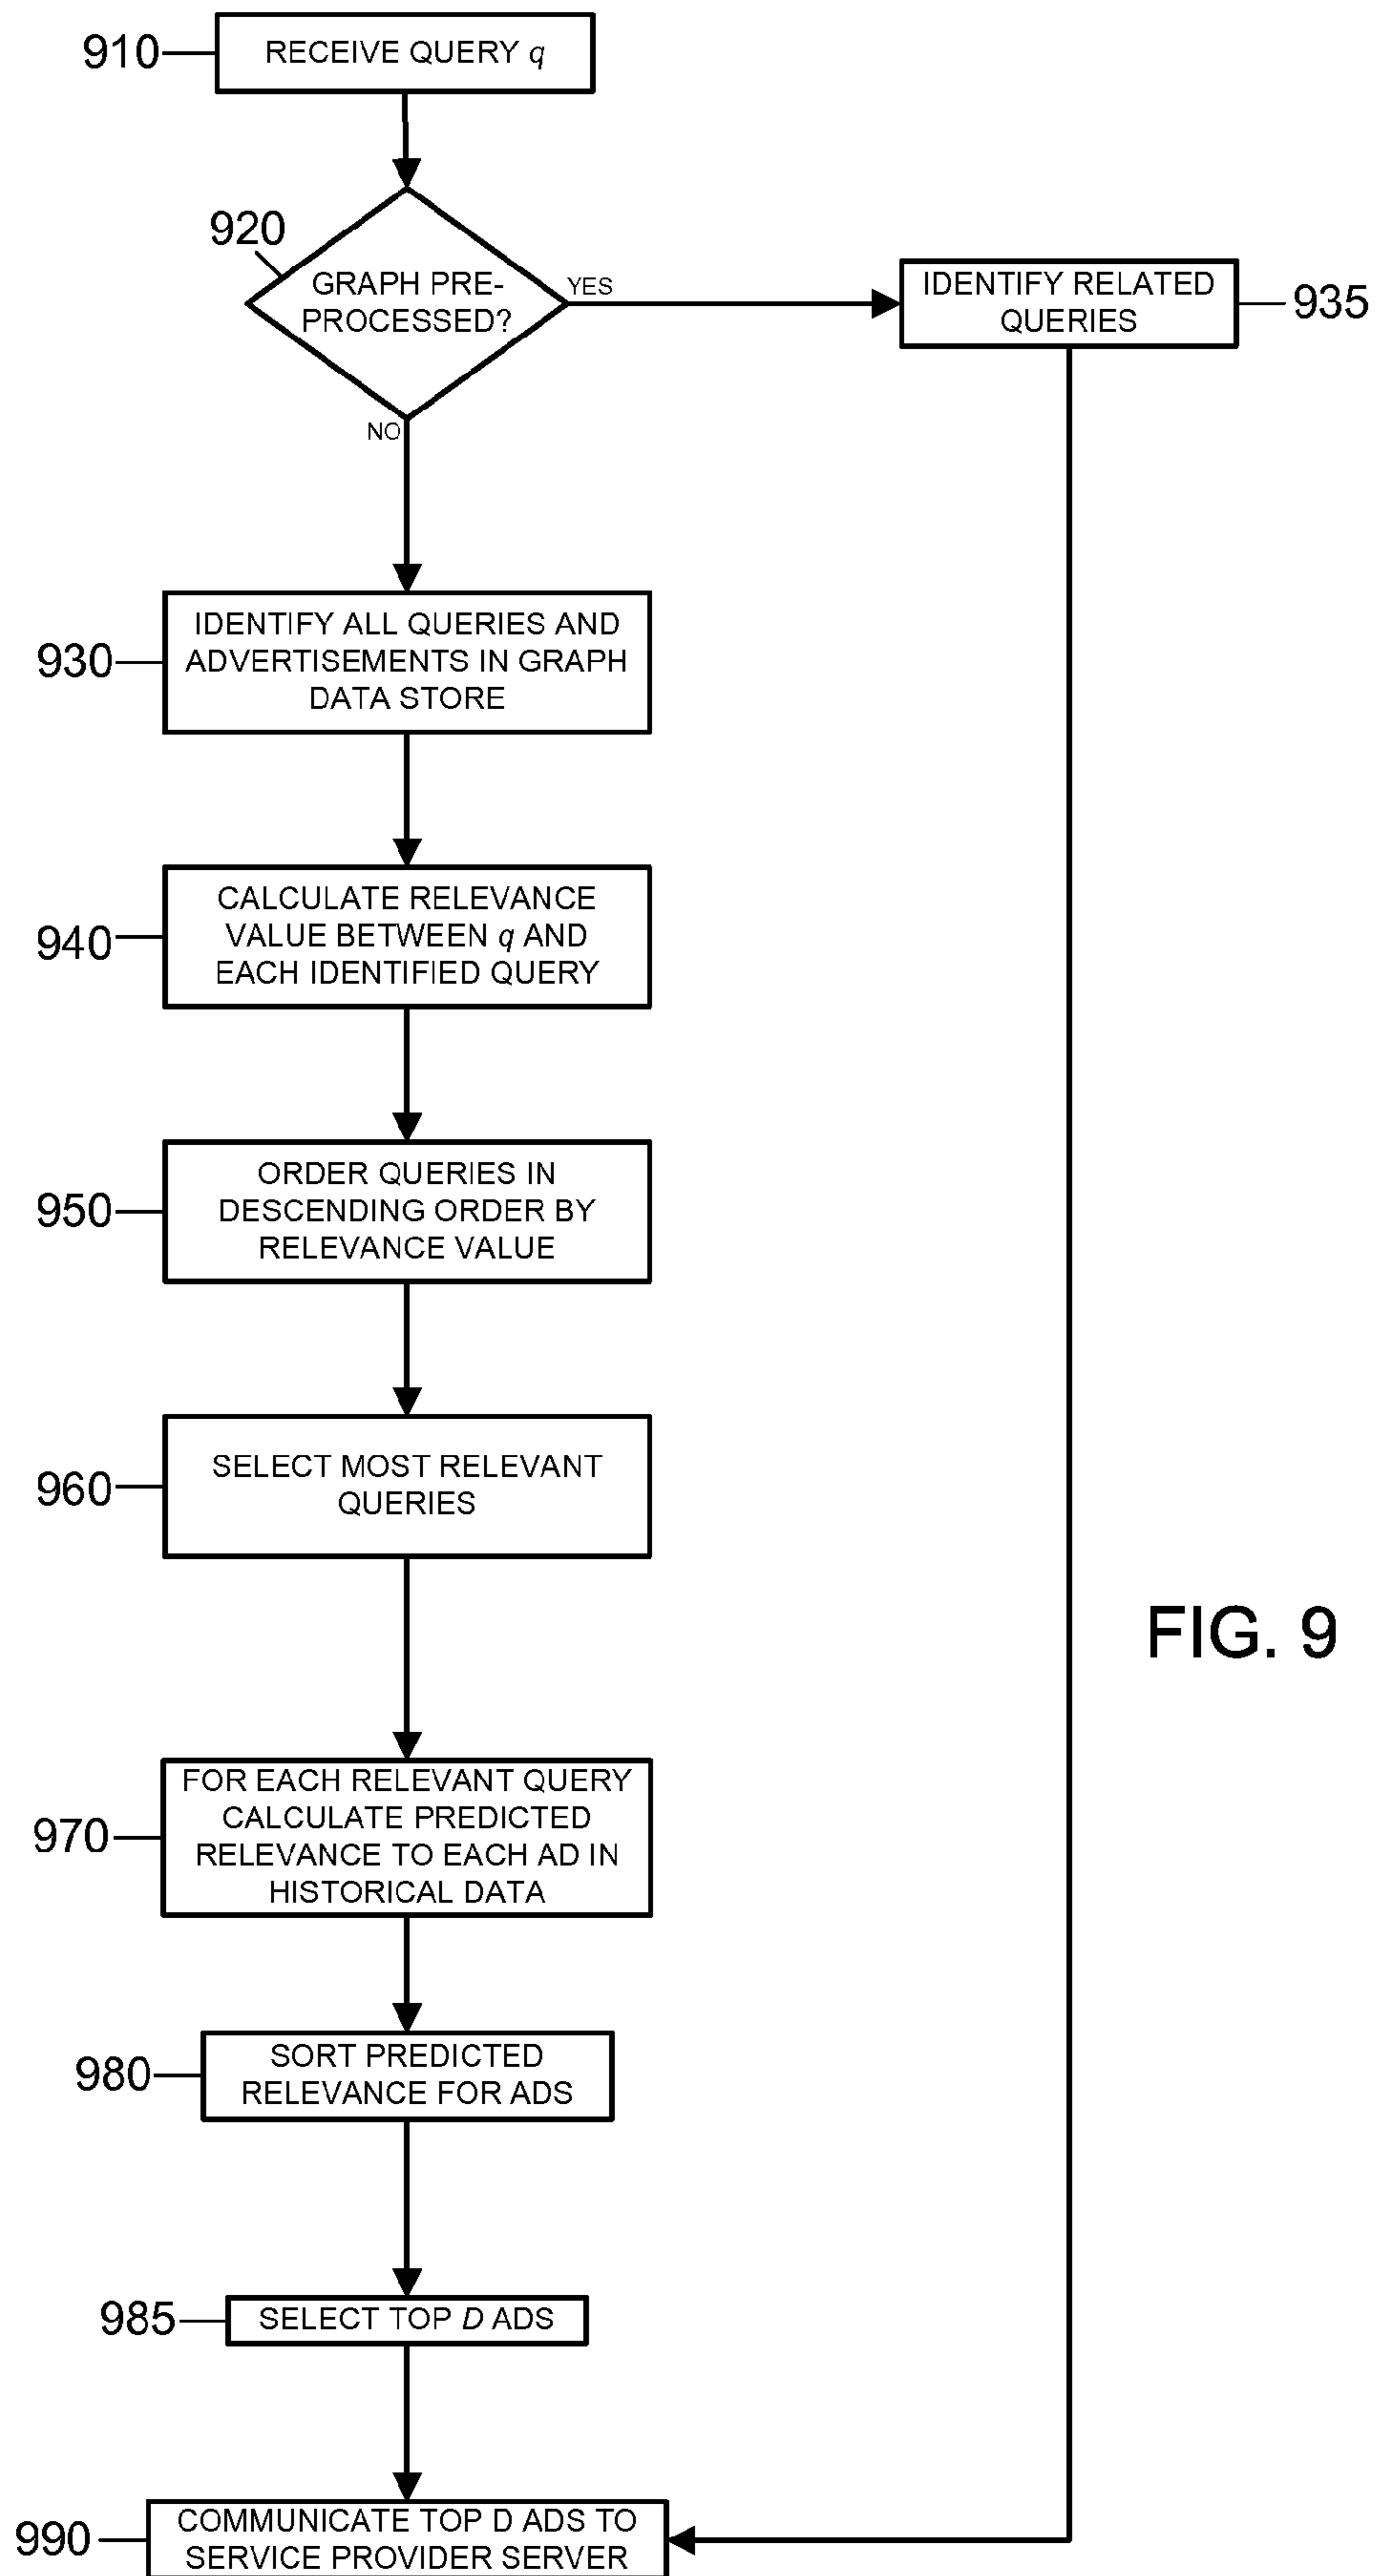 910
RECEIVE QUERY q
920
GRAPH PRE-
PROCESSED?
YES
NO
IDENTIFY RELATED
QUERIES
935
930
IDENTIFY ALL QUERIES AND
ADVERTISEMENTS IN GRAPH
DATA STORE
940
CALCULATE RELEVANCE
VALUE BETWEEN q AND
EACH IDENTIFIED QUERY
950
ORDER QUERIES IN
DESCENDING ORDER BY
RELEVANCE VALUE
960
SELECT MOST RELEVANT
QUERIES
FIG. 9
970
FOR EACH RELEVANT QUERY
CALCULATE PREDICTED
RELEVANCE TO EACH AD IN
HISTORICAL DATA
980
SORT PREDICTED
RELEVANCE FOR ADS
985
SELECT TOP D ADS
990
COMMUNICATE TOP D ADS TO
SERVICE PROVIDER SERVER